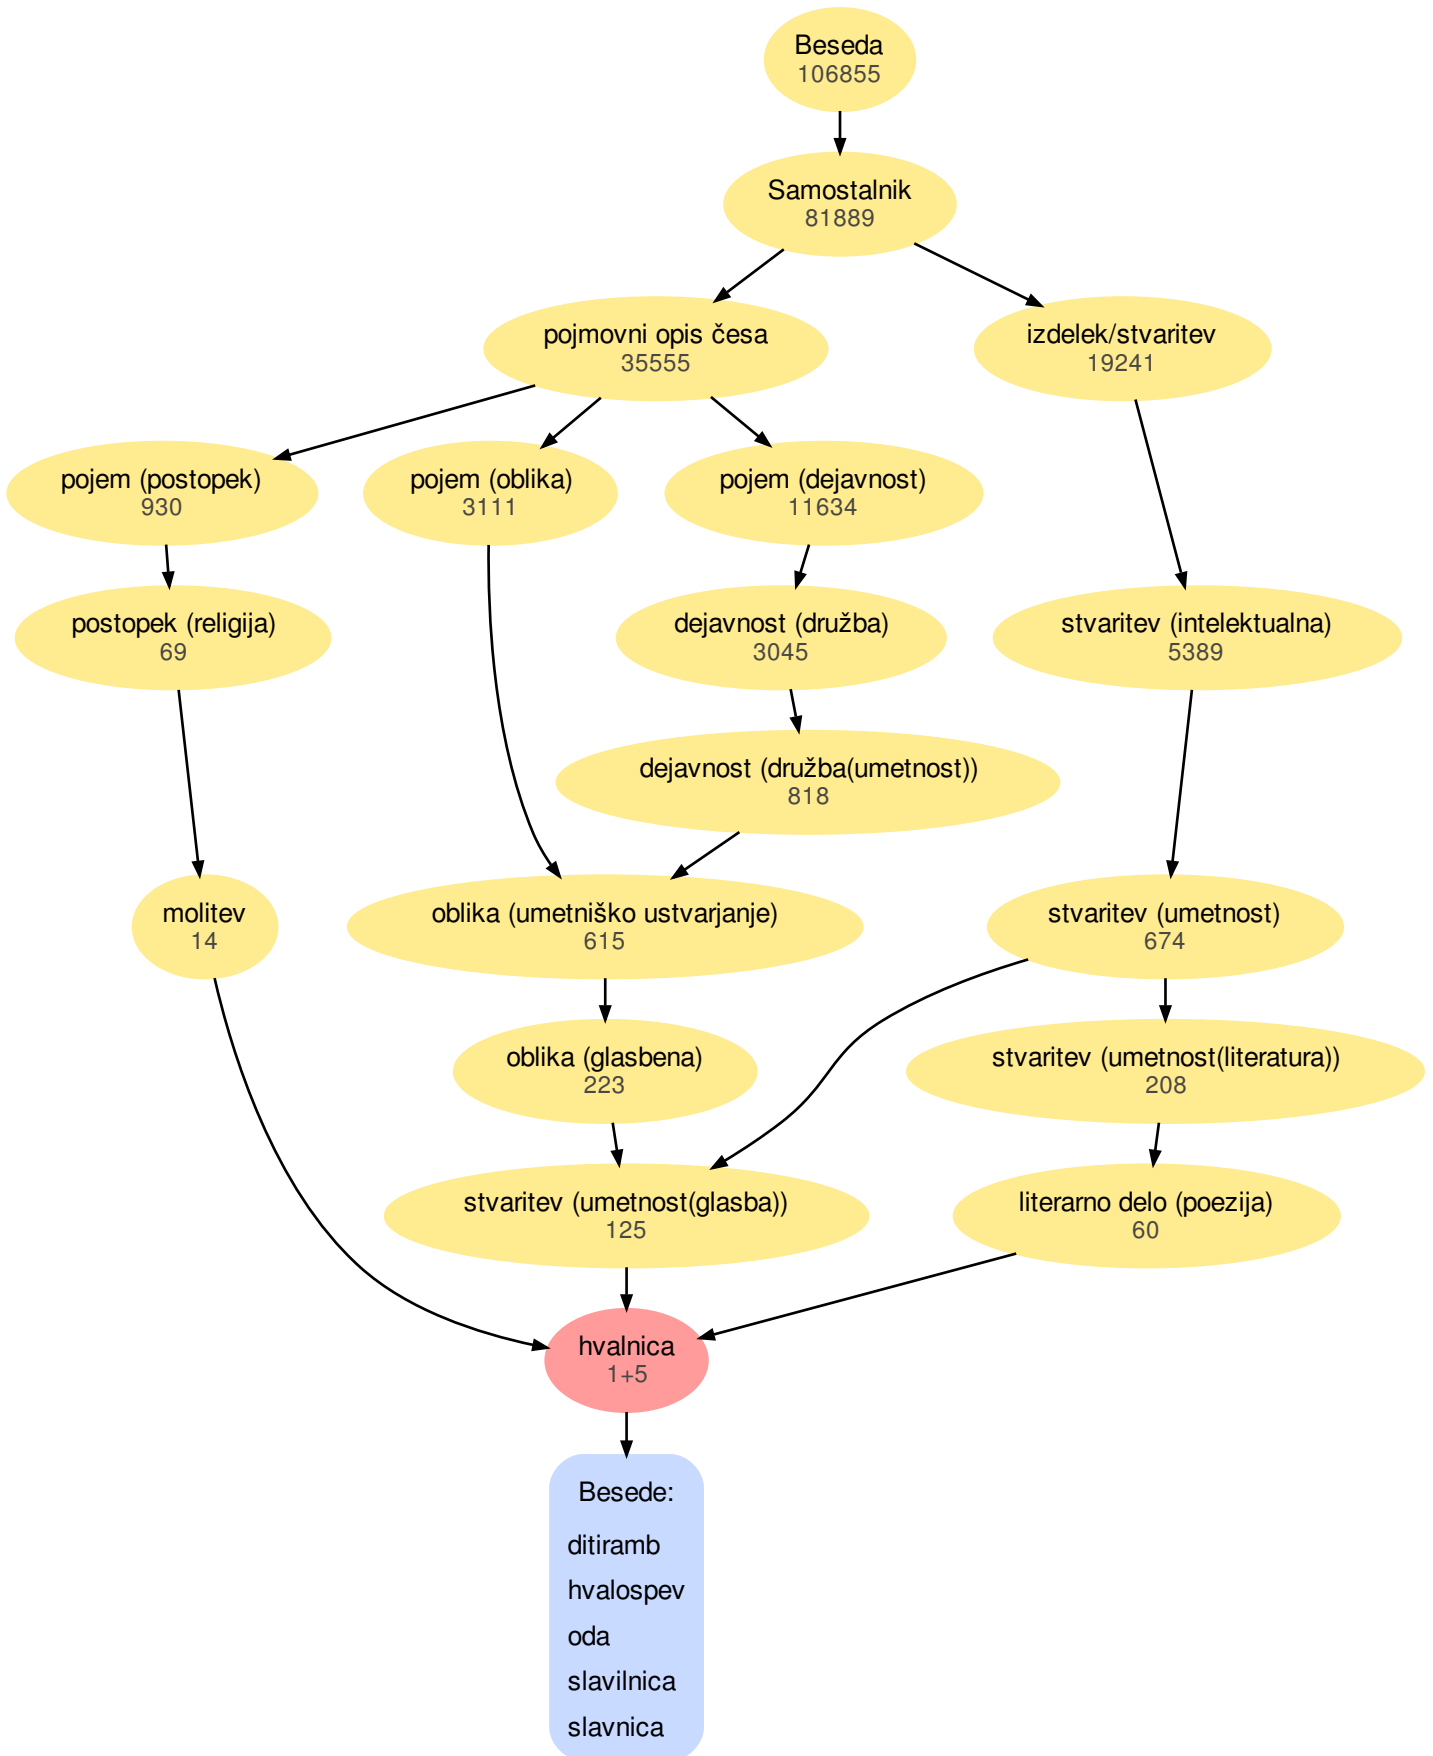 Beseda
106855
Samostalnik
81889
pojmovni opis česa
35555
izdelek/stvaritev
19241
pojem (postopek)
930
pojem (oblika)
3111
pojem (dejavnost)
11634
postopek (religija)
69
dejavnost (družba)
3045
stvaritev (intelektualna)
5389
dejavnost (družba(umetnost))
818
molitev
14
oblika (umetniško ustvarjanje)
615
stvaritev (umetnost)
674
oblika (glasbena)
223
stvaritev (umetnost(literatura))
208
stvaritev (umetnost(glasba))
125
literarno delo (poezija)
60
hvalnica
1+5
Besede:
ditiramb
hvalospev
oda
slavilnica
slavnica